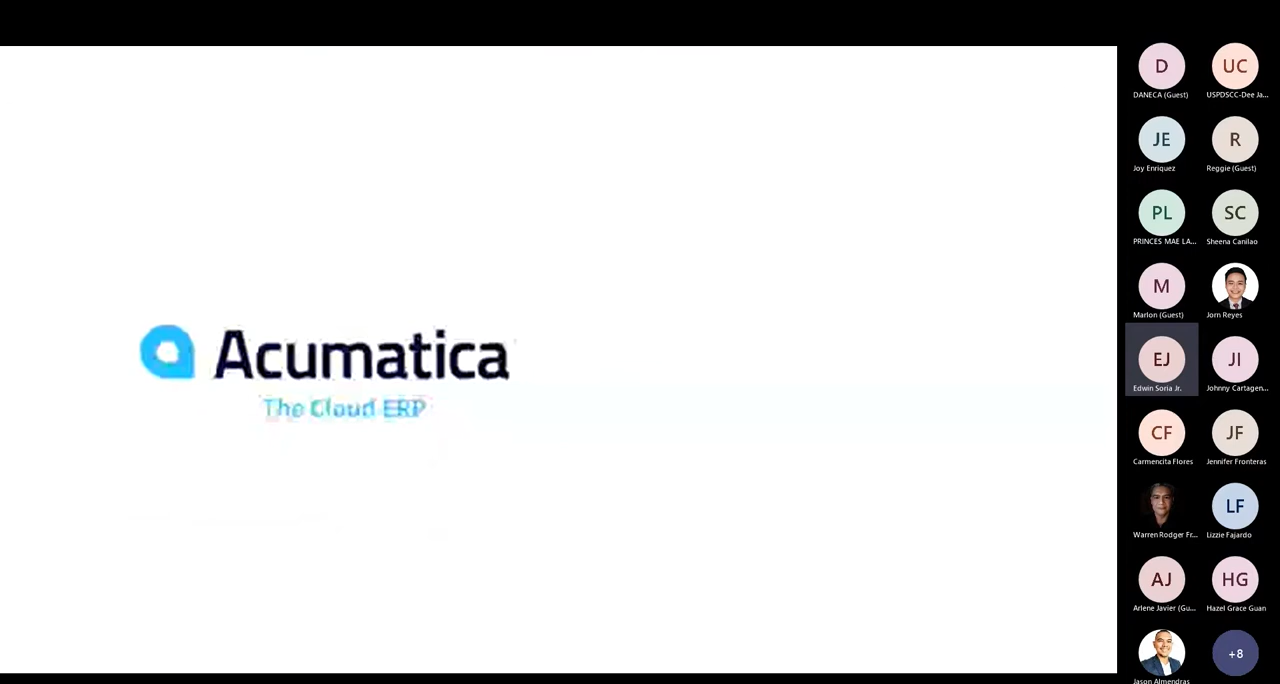 Acumatica
The Cloud ERP
D
UC
DANECA (Guest)
USPDSCC-Dee Ja...
JE
R
Joy Enriquez
Reggie (Guest)
PL
SC
PRINCES MAE LA...
Sheena Canilao
M
Marlon (Guest)
Jorn Reyes
EJ
JI
Edwin Soria Jr.
Johnny Cartagen...
CF
JF
Carmencita Flores
Jennifer Fronteras
LF
Warren Rodger Fr...
Lizzie Fajardo
AJ
HG
Arlene Javier (Gu...
Hazel Grace Guan
+8
Jason Almendras